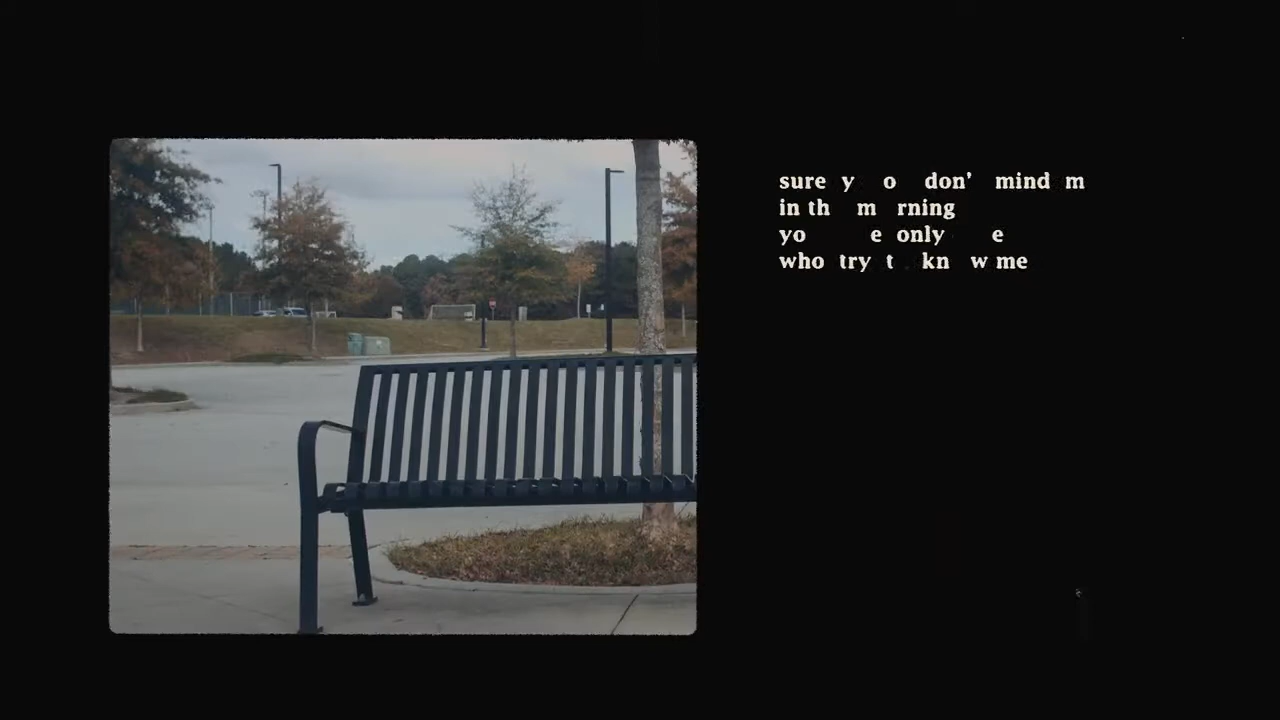 sure y o don' mind m
in th m rning
yo e only e
who try t kn w me